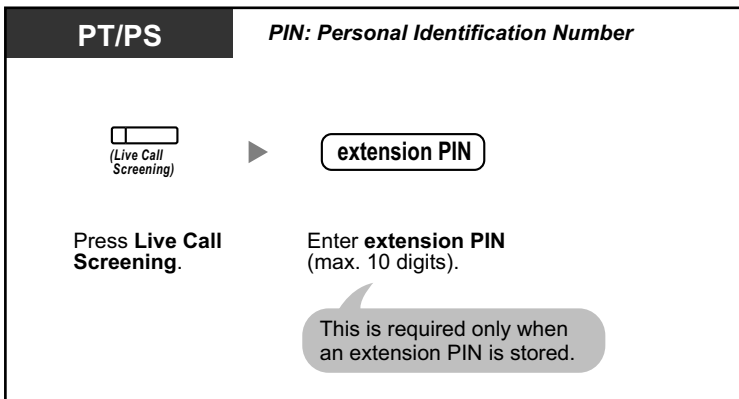 PT/PS
PIN: Personal Identification Number
(Live Call
Screening)
extension PIN
Press Live Call
Screening.
Enter extension PIN
(max. 10 digits).
This is required only when
an extension PIN is stored.